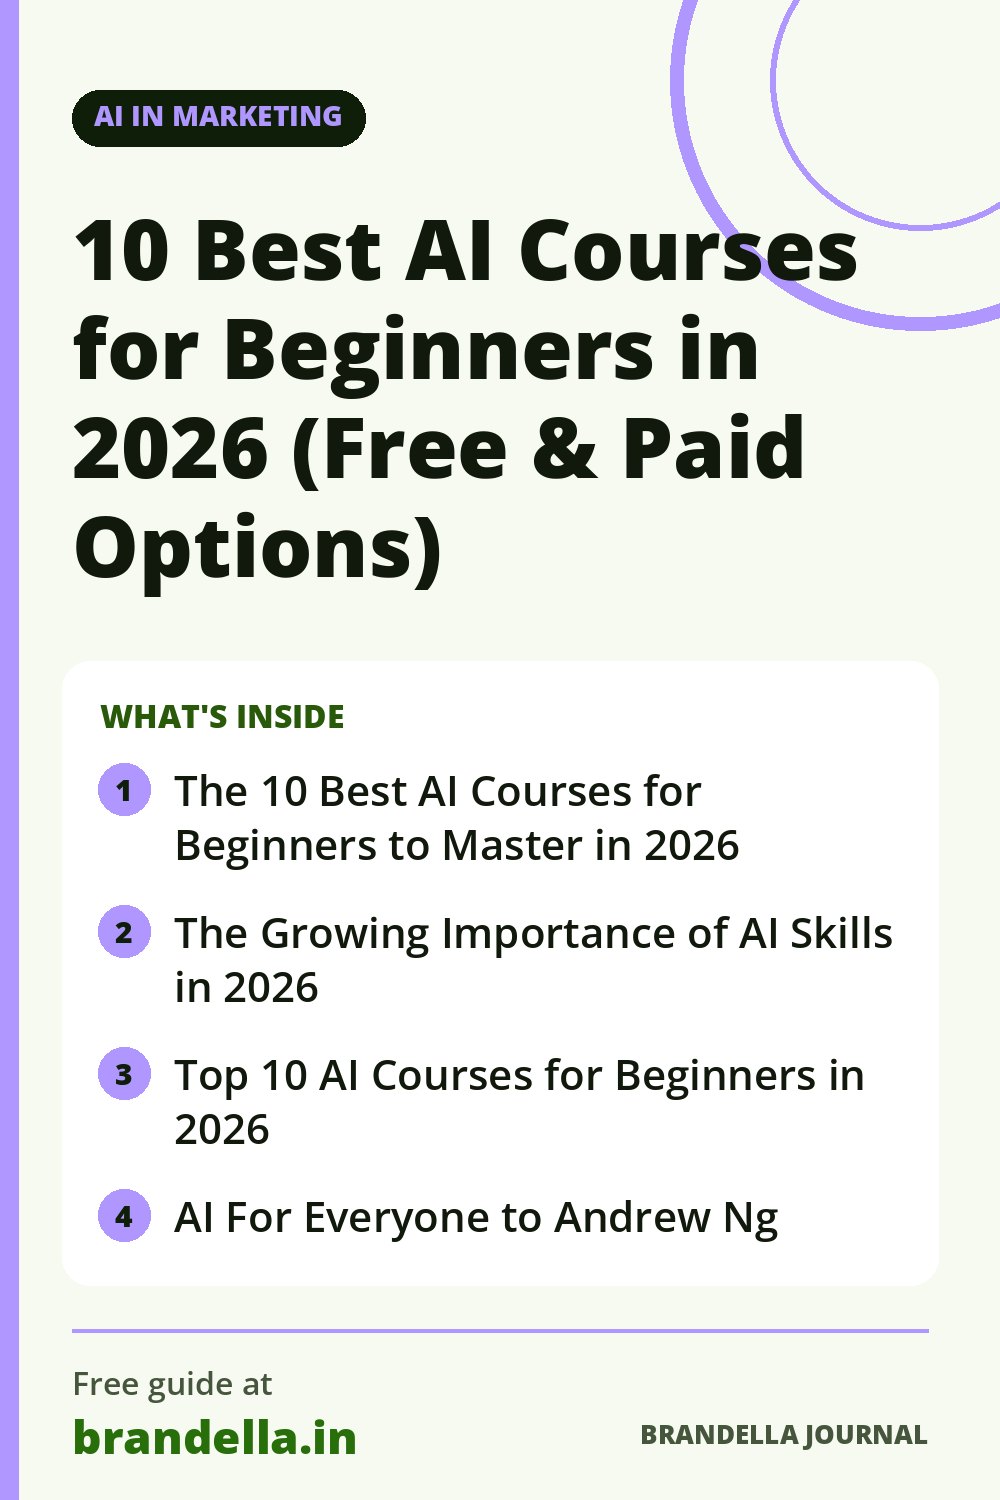 AI IN MARKETING
10 Best AI Courses
for Beginners in
2026 (Free & Paid
Options)
WHAT'S INSIDE
1 The 10 Best AI Courses for
Beginners to Master in 2026
2 The Growing Importance of AI Skills
in 2026
3 Top 10 AI Courses for Beginners in
2026
4 AI For Everyone to Andrew Ng
Free guide at
brandella.in
BRANDELLA JOURNAL